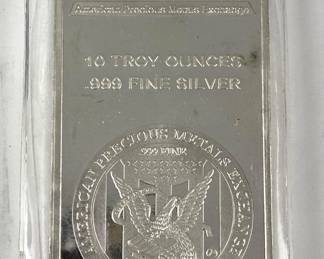 American Precious Metals Exchange
10 TROY OUNCES
.999 FINE SILVER
AMERICAN PRECIOUS METALS EXCHANGE
.999 FINE